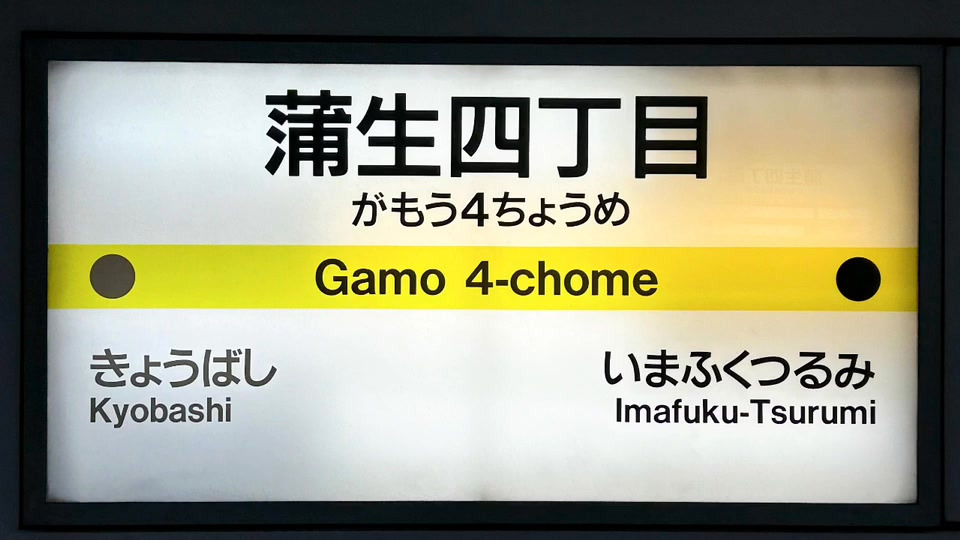 蒲生四丁目
がもう4ちょうめ
Gamo 4-chome
きょうばし
Kyobashi
いまふくつるみ
Imafuku-Tsurumi